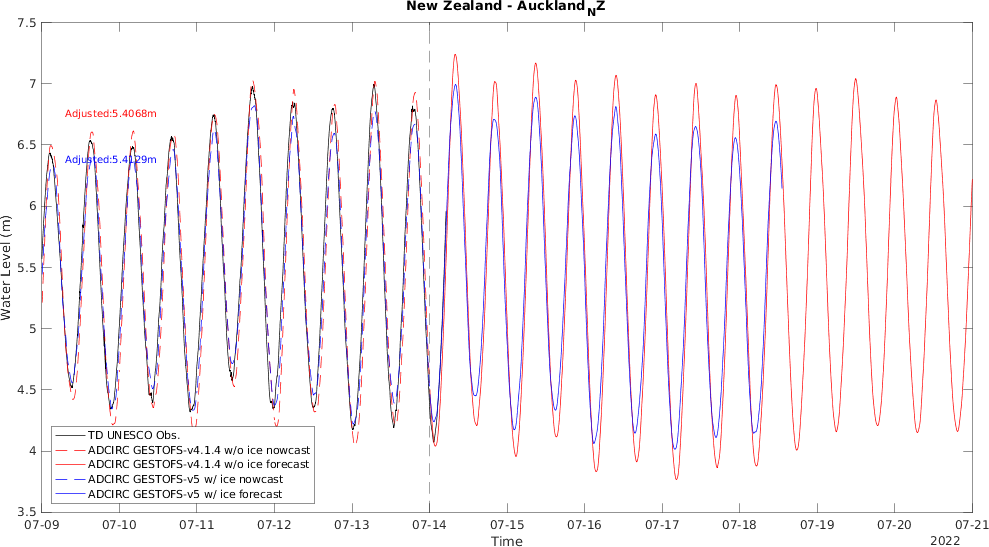 New Zealand - Auckland_NZ
7.5
7
6.5
6
5.5
5
4.5
4
3.5
Water Level (m)
Adjusted:5.4068m
Adjusted:5.4129m
TD UNESCO Obs.
ADCIRC GESTOFS-v4.1.4 w/o ice nowcast
ADCIRC GESTOFS-v4.1.4 w/o ice forecast
ADCIRC GESTOFS-v5 w/ ice nowcast
ADCIRC GESTOFS-v5 w/ ice forecast
07-09 07-10 07-11 07-12 07-13 07-14 07-15 07-16 07-17 07-18 07-19 07-20 07-21
Time
2022